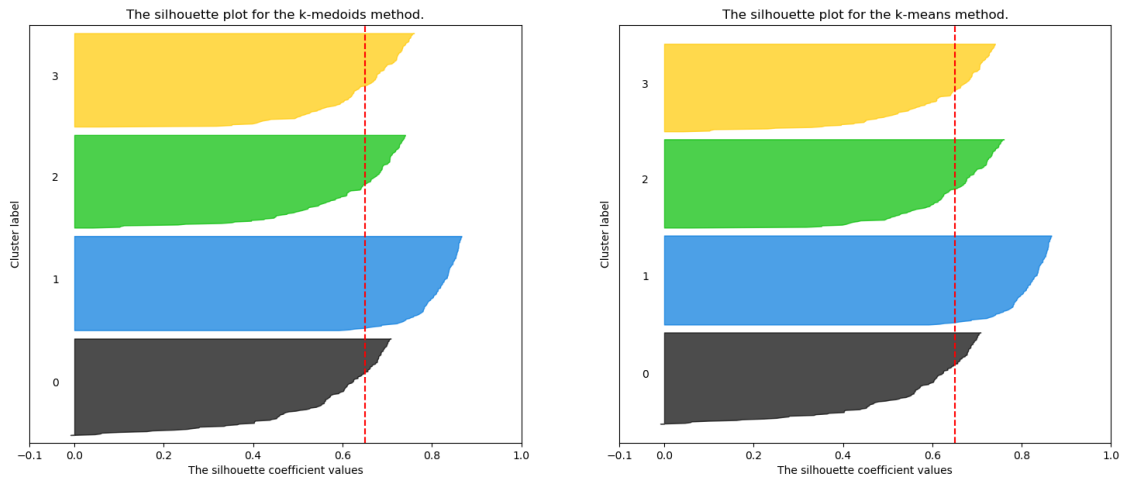 The silhouette plot for the k-medoids method.
Cluster label
3
2
1
0
−0.1 0.0 0.2 0.4 0.6 0.8 1.0
The silhouette coefficient values
The silhouette plot for the k-means method.
Cluster label
3
2
1
0
−0.1 0.0 0.2 0.4 0.6 0.8 1.0
The silhouette coefficient values